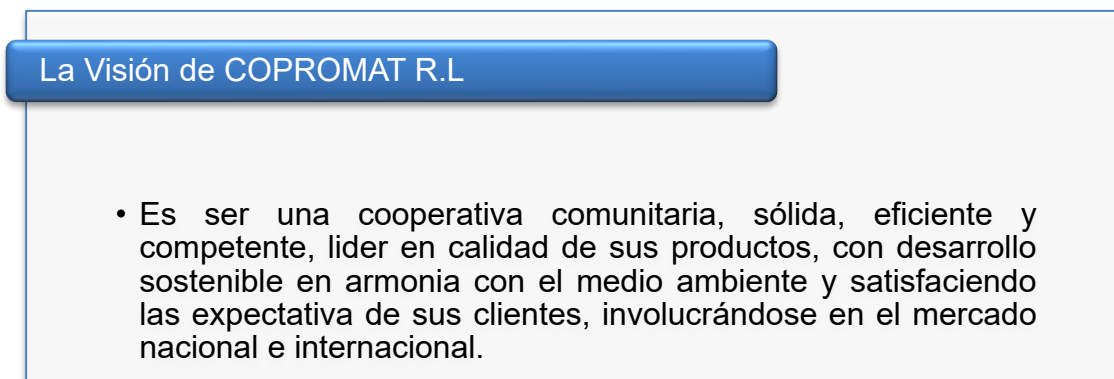 La Visión de COPROMAT R.L
• Es ser una cooperativa comunitaria, sólida, eficiente y
competente, lider en calidad de sus productos, con desarrollo
sostenible en armonia con el medio ambiente y satisfaciendo
las expectativa de sus clientes, involucrándose en el mercado
nacional e internacional.